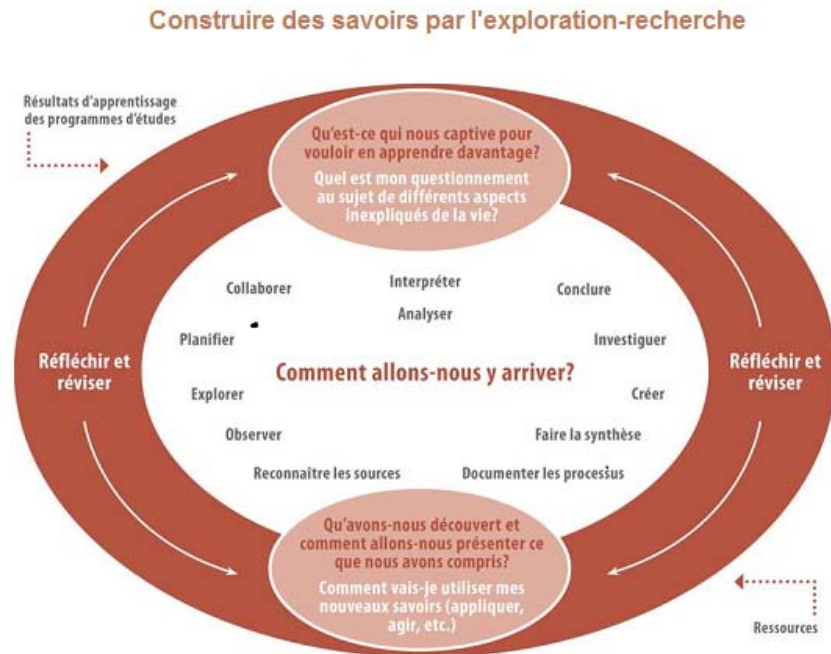 Construire des savoirs par l'exploration-recherche
Résultats d'apprentissage
des programmes d'études
Qu'est-ce qui nous captive pour
vouloir en apprendre davantage?
Quel est mon questionnement
au sujet de différents aspects
inexpliqués de la vie?
Collaborer
Interpréter
Conclure
Analyser
Planifier
Investiguer
Réfléchir et
réviser
Comment allons-nous y arriver?
Réfléchir et
réviser
Explorer
Créer
Observer
Faire la synthèse
Reconnaître les sources
Documenter les processus
Qu'avons-nous découvert et
comment allons-nous présenter ce
que nous avons compris?
Comment vais-je utiliser mes
nouveaux savoirs (appliquer,
agir, etc.)
Ressources